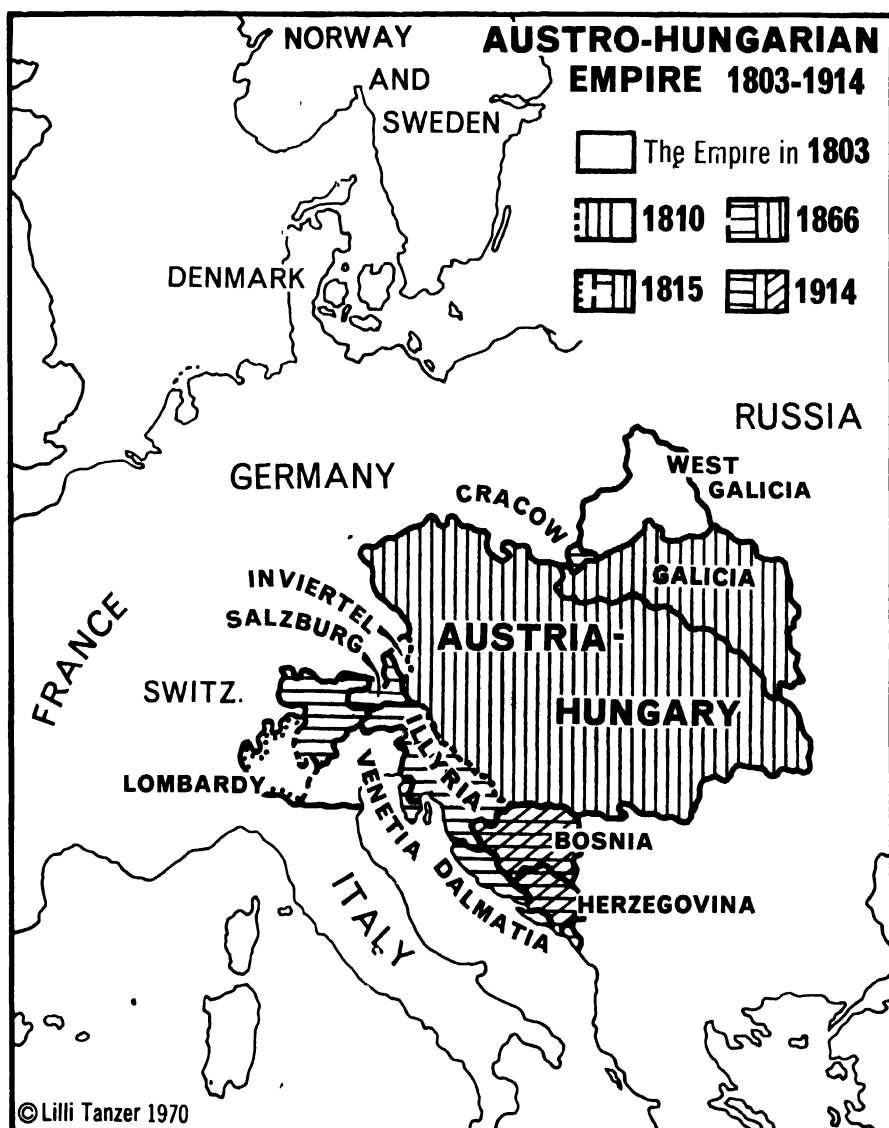 AUSTRO-HUNGARIAN
EMPIRE 1803-1914
The Empire in 1803
1810
1866
1815
1914
NORWAY
AND
SWEDEN
DENMARK
RUSSIA
GERMANY
WEST
GALICIA
CRACOW
GALICIA
INVIERTEL
SALZBURG
AUSTRIA-
HUNGARY
FRANCE
SWITZ.
ILLYRIA
LOMBARDY
VENETIA
BOSNIA
DALMATIA
HERZEGOVINA
ITALY
© Lilli Tanzer 1970